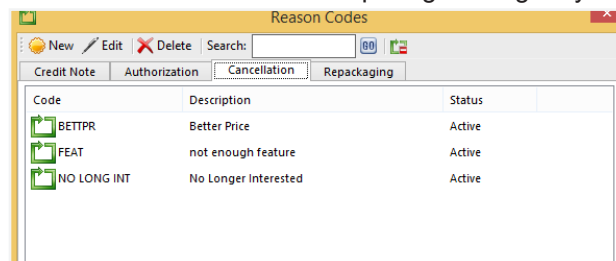 Reason Codes
New Edit Delete Search: GO
Credit Note Authorization Cancellation Repackaging
Code Description Status
BETTPR Better Price Active
FEAT not enough feature Active
NO LONG INT No Longer Interested Active